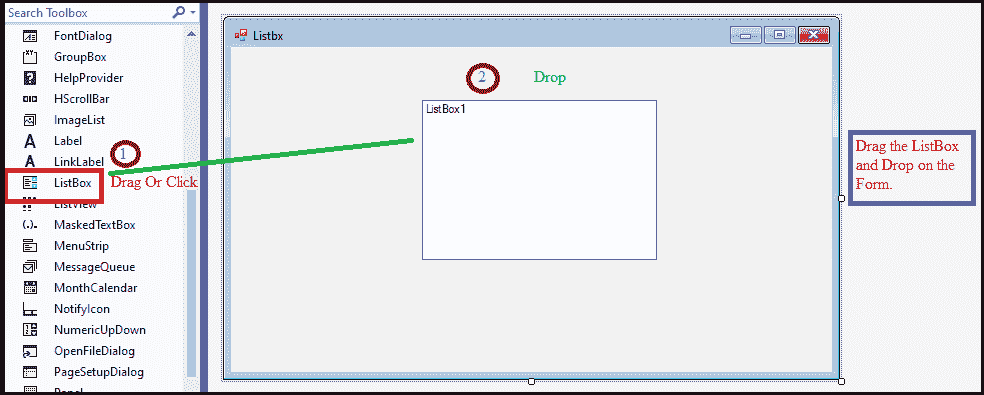 Search Toolbox
FontDialog
GroupBox
HelpProvider
HScrollBar
ImageList
Label
LinkLabel
ListBox
ListView
MaskedTextBox
MenuStrip
MessageQueue
MonthCalendar
NotifyIcon
NumericUpDown
OpenFileDialog
PageSetupDialog
Panel
1
Drag Or Click
Listbx
2 Drop
ListBox1
Drag the ListBox
and Drop on the
Form.